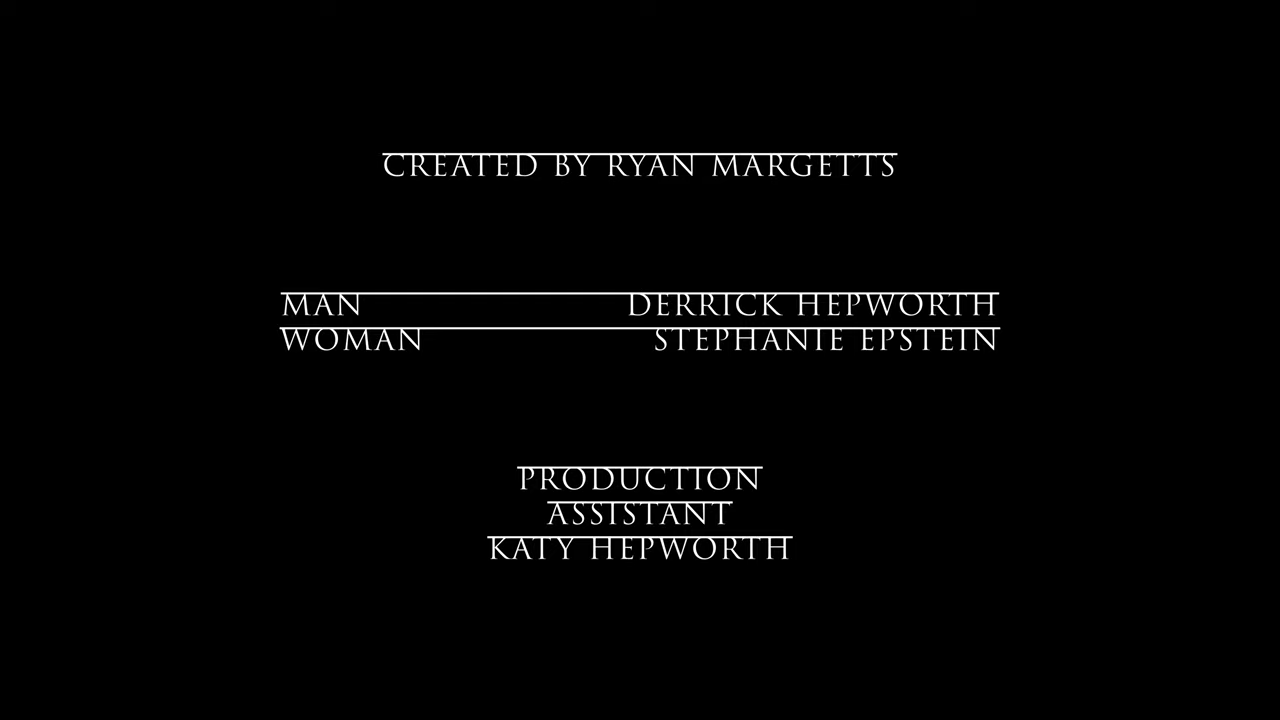 CREATED BY RYAN MARGETTS
MAN DERRICK HEPWORTH
WOMAN STEPHANIE EPSTEIN
PRODUCTION
ASSISTANT
KATY HEPWORTH